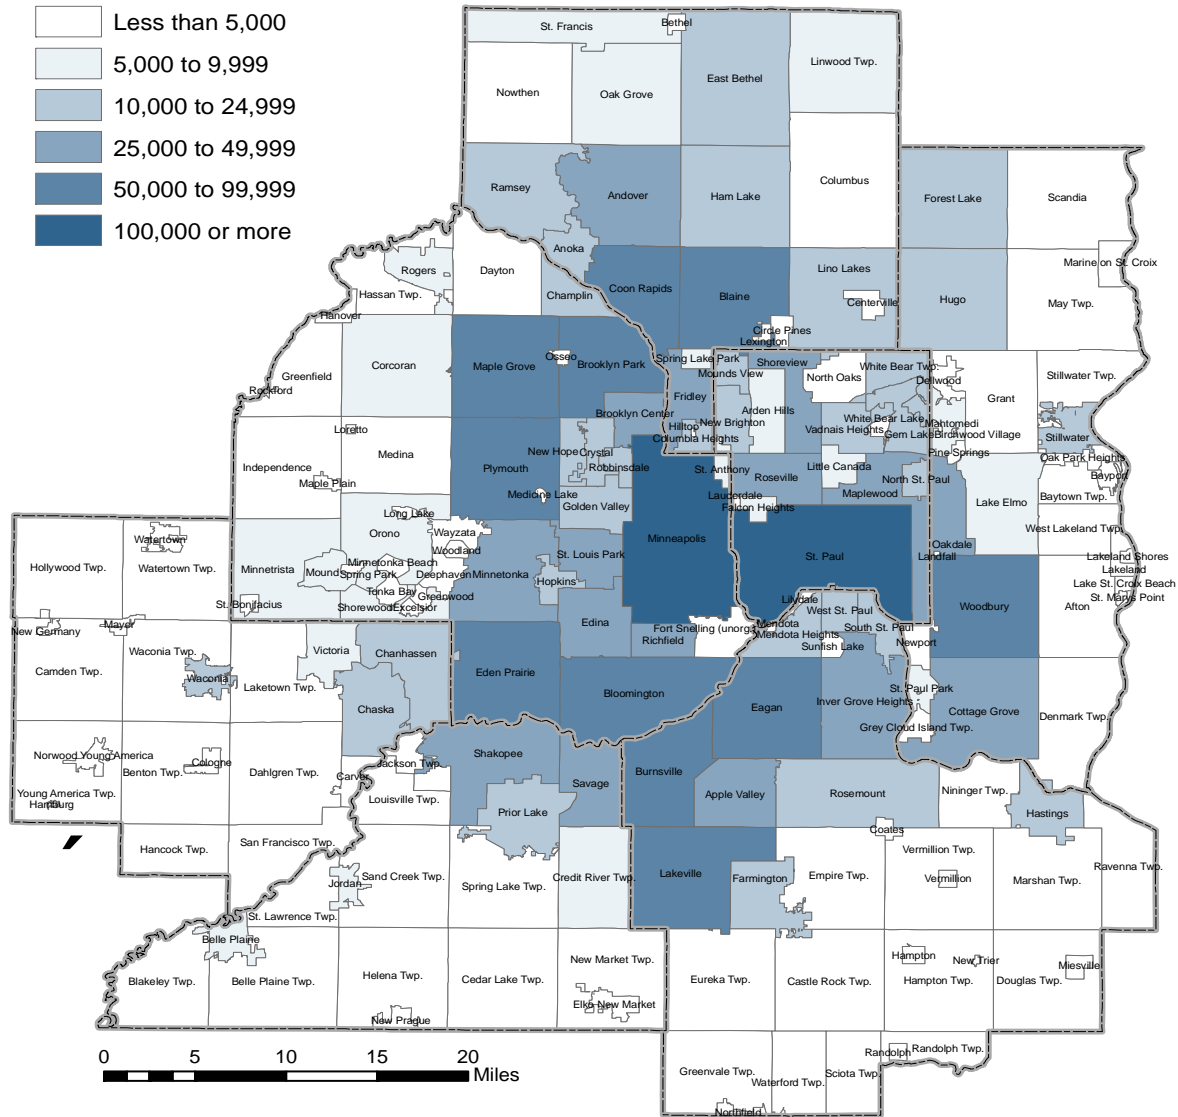 Less than 5,000
5,000 to 9,999
10,000 to 24,999
25,000 to 49,999
50,000 to 99,999
100,000 or more
St. Francis
Bethel
East Bethel
Linwood Twp.
Nowthen
Oak Grove
Ramsey
Andover
Ham Lake
Columbus
Forest Lake
Scandia
Anoka
Rogers
Dayton
Hassan Twp.
Champlin
Coon Rapids
Blaine
Lino Lakes
Centerville
Hugo
Marine on St. Croix
May Twp.
Hanover
Circle Pines
Lexington
Greenfield
Rockford
Corcoran
Maple Grove
Osseo
Brooklyn Park
Spring Lake Park
Mounds View
Shoreview
North Oaks
White Bear Twp.
Dellwood
Stillwater Twp.
Grant
Fridley
Arden Hills
Brooklyn Center
Hilltop
New Brighton
Columbia Heights
White Bear Lake
Vadnais Heights
Gem Lake
Mahtomedi
Birchwood Village
Stillwater
Loretto
Medina
Independence
Maple Plain
Plymouth
New Hope
Crystal
Robbinsdale
Medicine Lake
Golden Valley
St. Anthony
Roseville
Little Canada
Maplewood
North St. Paul
Pine Springs
Oak Park Heights
Bayport
Baytown Twp.
Lake Elmo
Lauderdale
Falcon Heights
Long Lake
Orono
Wayzata
Woodland
Minneapolis
St. Paul
West Lakeland Twp.
Oakdale
Landfall
Lakeland Shores
Lakeland
Lake St. Croix Beach
St. Marys Point
Afton
Woodbury
Watertown
Hollywood Twp.
Watertown Twp.
Minnetrista
Mound
Minnetonka Beach
Spring Park
Deephaven
Minnetonka
Hopkins
St. Louis Park
Tonka Bay
Greenwood
Shorewood
Excelsior
St. Bonifacius
New Germany
Mayer
Waconia Twp.
Victoria
Chanhassen
Edina
Richfield
Fort Snelling (unorg.)
Lilydale
Mendota
Mendota Heights
West St. Paul
South St. Paul
Sunfish Lake
Newport
Camden Twp.
Waconia
Laketown Twp.
Chaska
Eden Prairie
Bloomington
Eagan
Inver Grove Heights
St. Paul Park
Grey Cloud Island Twp.
Cottage Grove
Denmark Twp.
Norwood Young America
Benton Twp.
Cologne
Dahlgren Twp.
Carver
Jackson Twp.
Shakopee
Savage
Burnsville
Apple Valley
Rosemount
Nininger Twp.
Hastings
Young America Twp.
Hamburg
Louisville Twp.
Prior Lake
Coates
Hancock Twp.
San Francisco Twp.
Vermillion Twp.
Vermillion
Ravenna Twp.
Marshan Twp.
Jordan
Sand Creek Twp.
Spring Lake Twp.
Credit River Twp.
Lakeville
Farmington
Empire Twp.
St. Lawrence Twp.
Belle Plaine
Blakeley Twp.
Belle Plaine Twp.
Helena Twp.
Cedar Lake Twp.
New Market Twp.
Elko New Market
New Prague
Eureka Twp.
Castle Rock Twp.
Hampton
Hampton Twp.
New Trier
Douglas Twp.
Miesville
Greenvale Twp.
Waterford Twp.
Sciota Twp.
Randolph
Randolph Twp.
Northfield
0 5 10 15 20
Miles